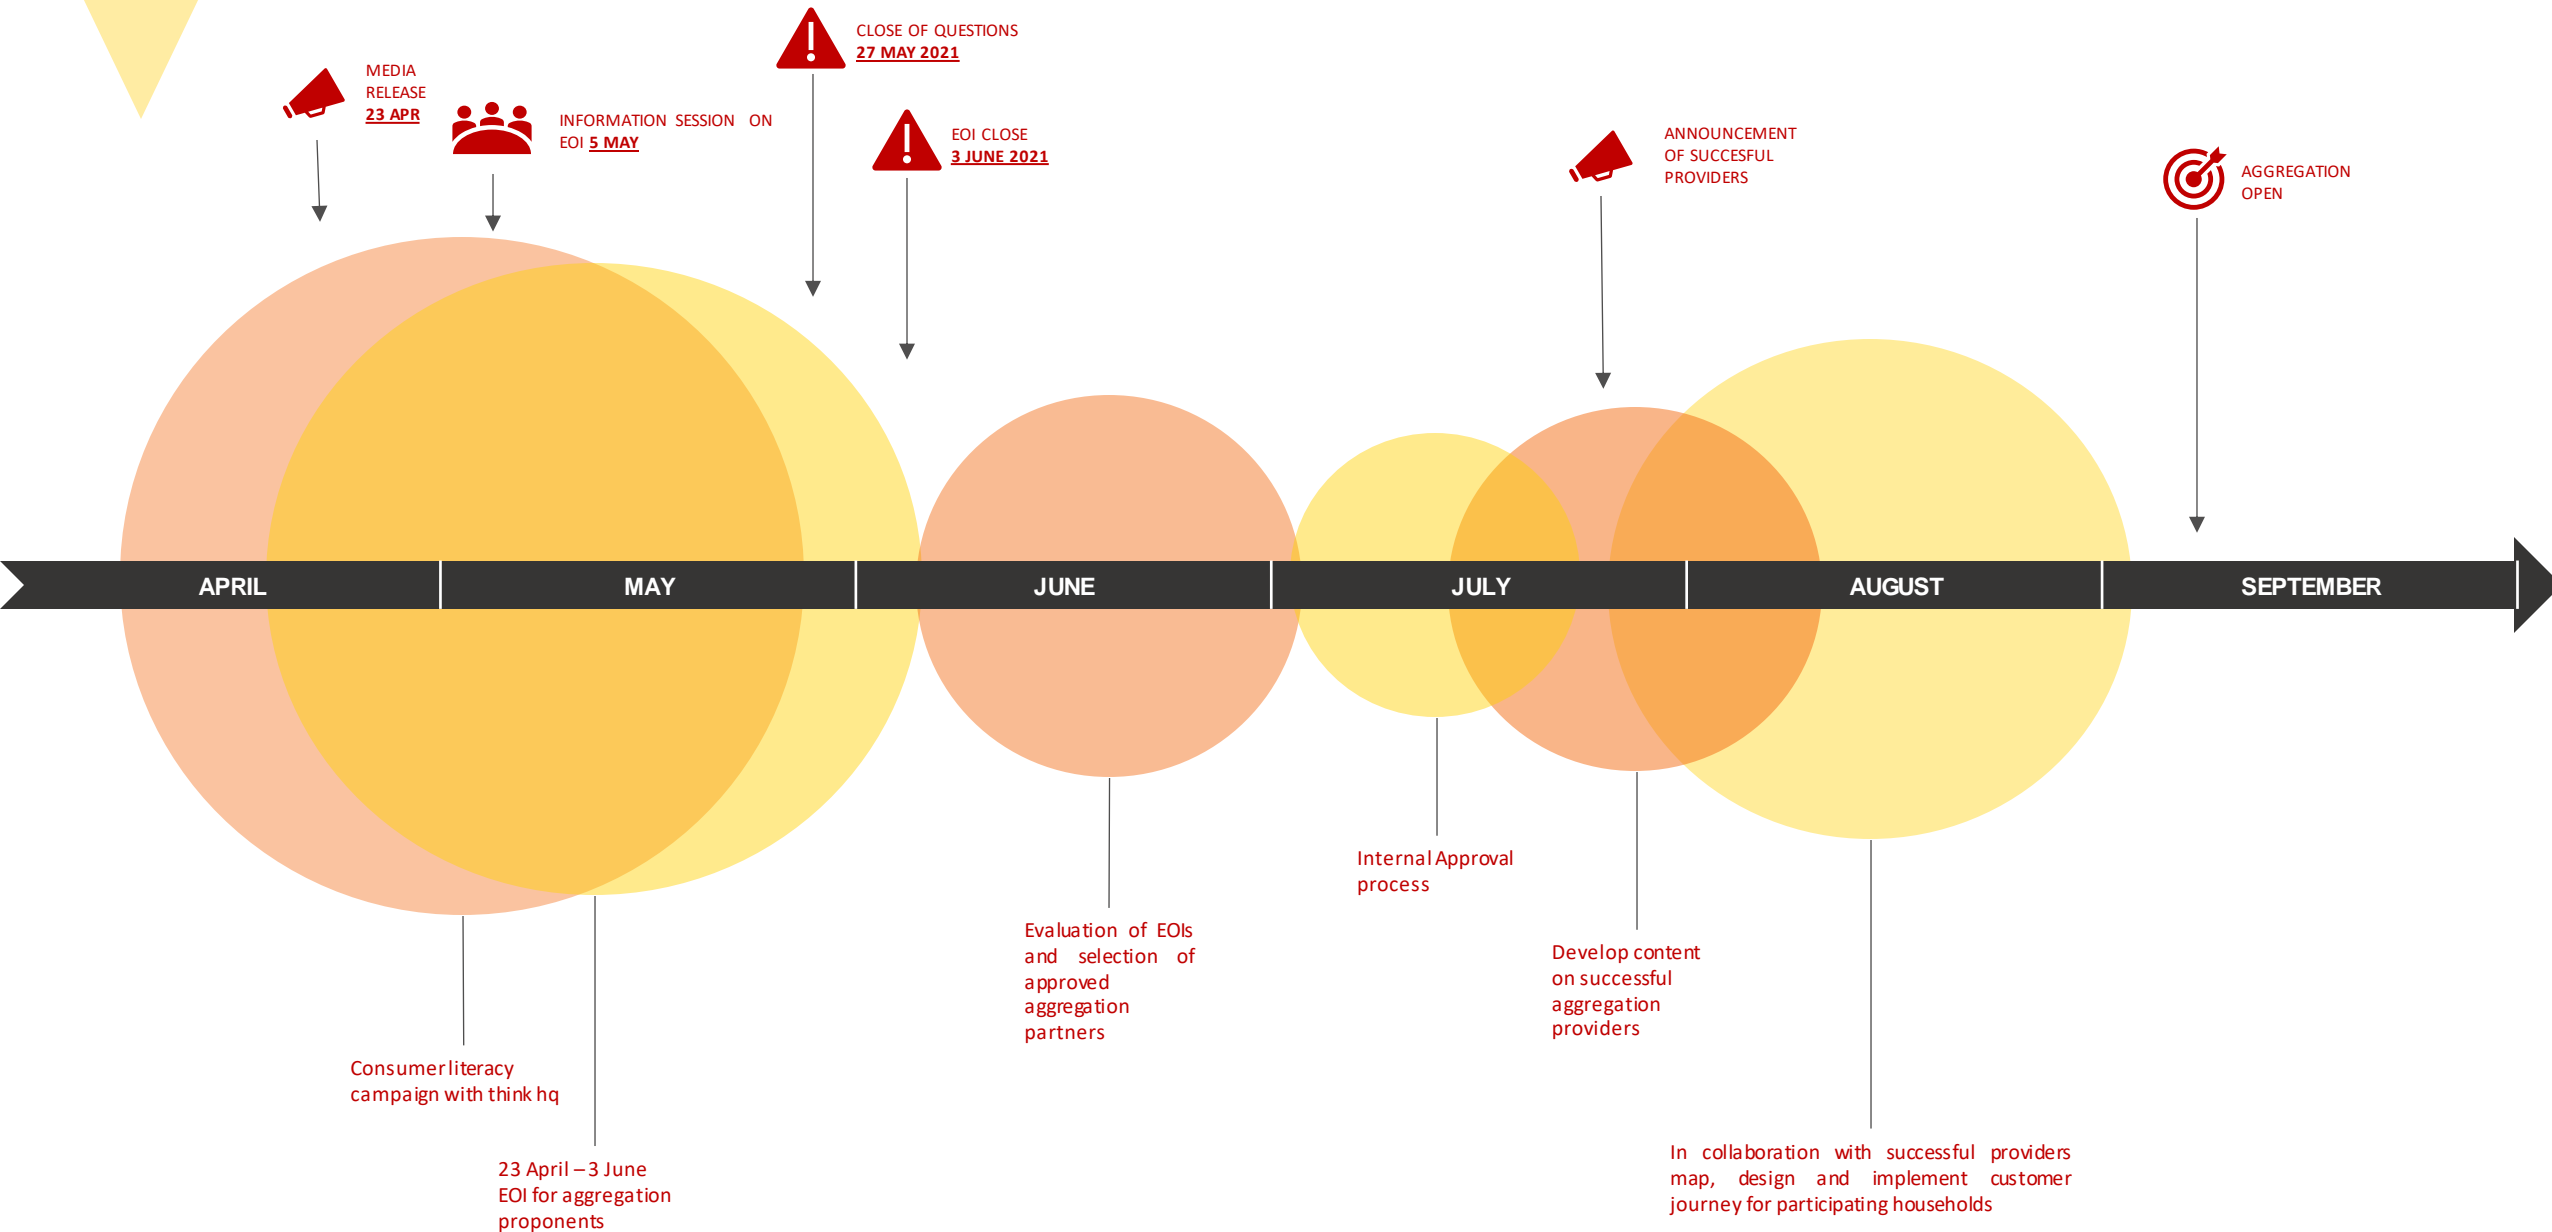 MEDIA
RELEASE
23 APR
INFORMATION SESSION ON
EOI 5 MAY
CLOSE OF QUESTIONS
27 MAY 2021
EOI CLOSE
3 JUNE 2021
ANNOUNCEMENT
OF SUCCESFUL
PROVIDERS
AGGREGATION
OPEN
APRIL
MAY
JUNE
JULY
AUGUST
SEPTEMBER
Consumer literacy
campaign with think hq
23 April – 3 June
EOI for aggregation
proponents
Evaluation of EOIs
and selection of
approved
aggregation
partners
Internal Approval
process
Develop content
on successful
aggregation
providers
In collaboration with successful providers
map, design and implement customer
journey for participating households